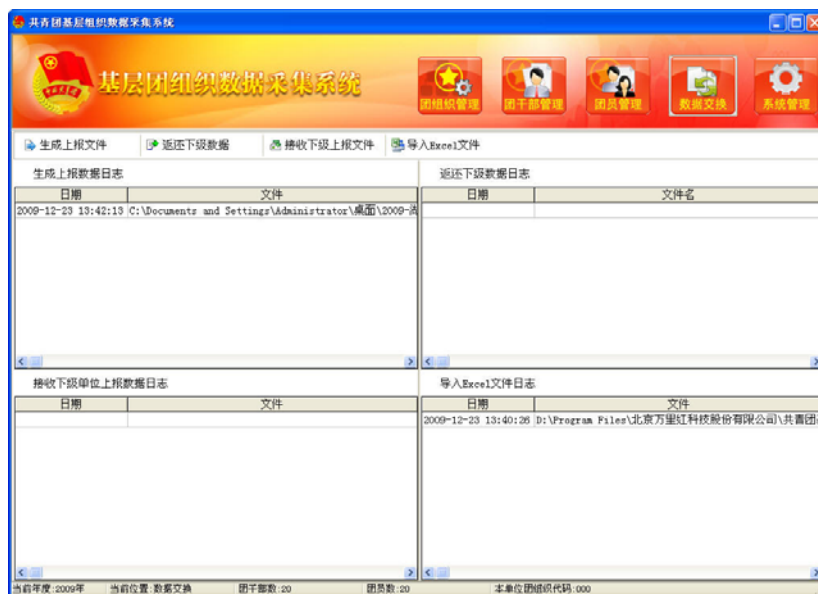 共青团基层组织数据采集系统
基层团组织数据采集系统
团组织管理 团干部管理 团员管理 数据交换 系统管理
生成上报文件 返还下级数据 接收下级上报文件 导入Excel文件
生成上报数据日志 返还下级数据日志
日期 文件 日期 文件名
2009-12-23 13:42:13 C:\Documents and Settings\Administrator\桌面\2009-
接收下级单位上报数据日志 导入Excel文件日志
日期 文件 日期 文件
2009-12-23 13:40:26 D:\Program Files\北京万里红科技股份有限公司\共青团
当前年度:2009年 当前位置:数据交换 团干部数:20 团员数:20 本单位团组织代码:000